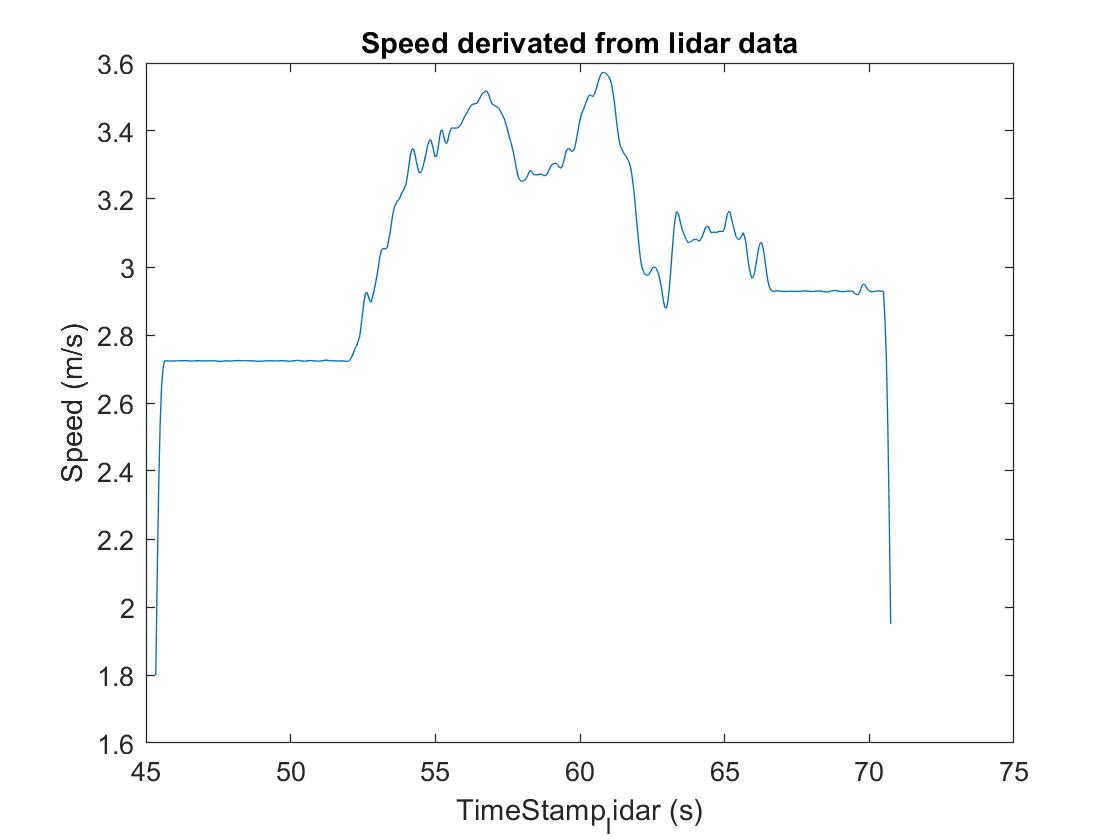 Speed derivated from lidar data
3.6
3.4
3.2
3
2.8
2.6
2.4
2.2
2
1.8
1.6
Speed (m/s)
45 50 55 60 65 70 75
TimeStamp_lidar (s)